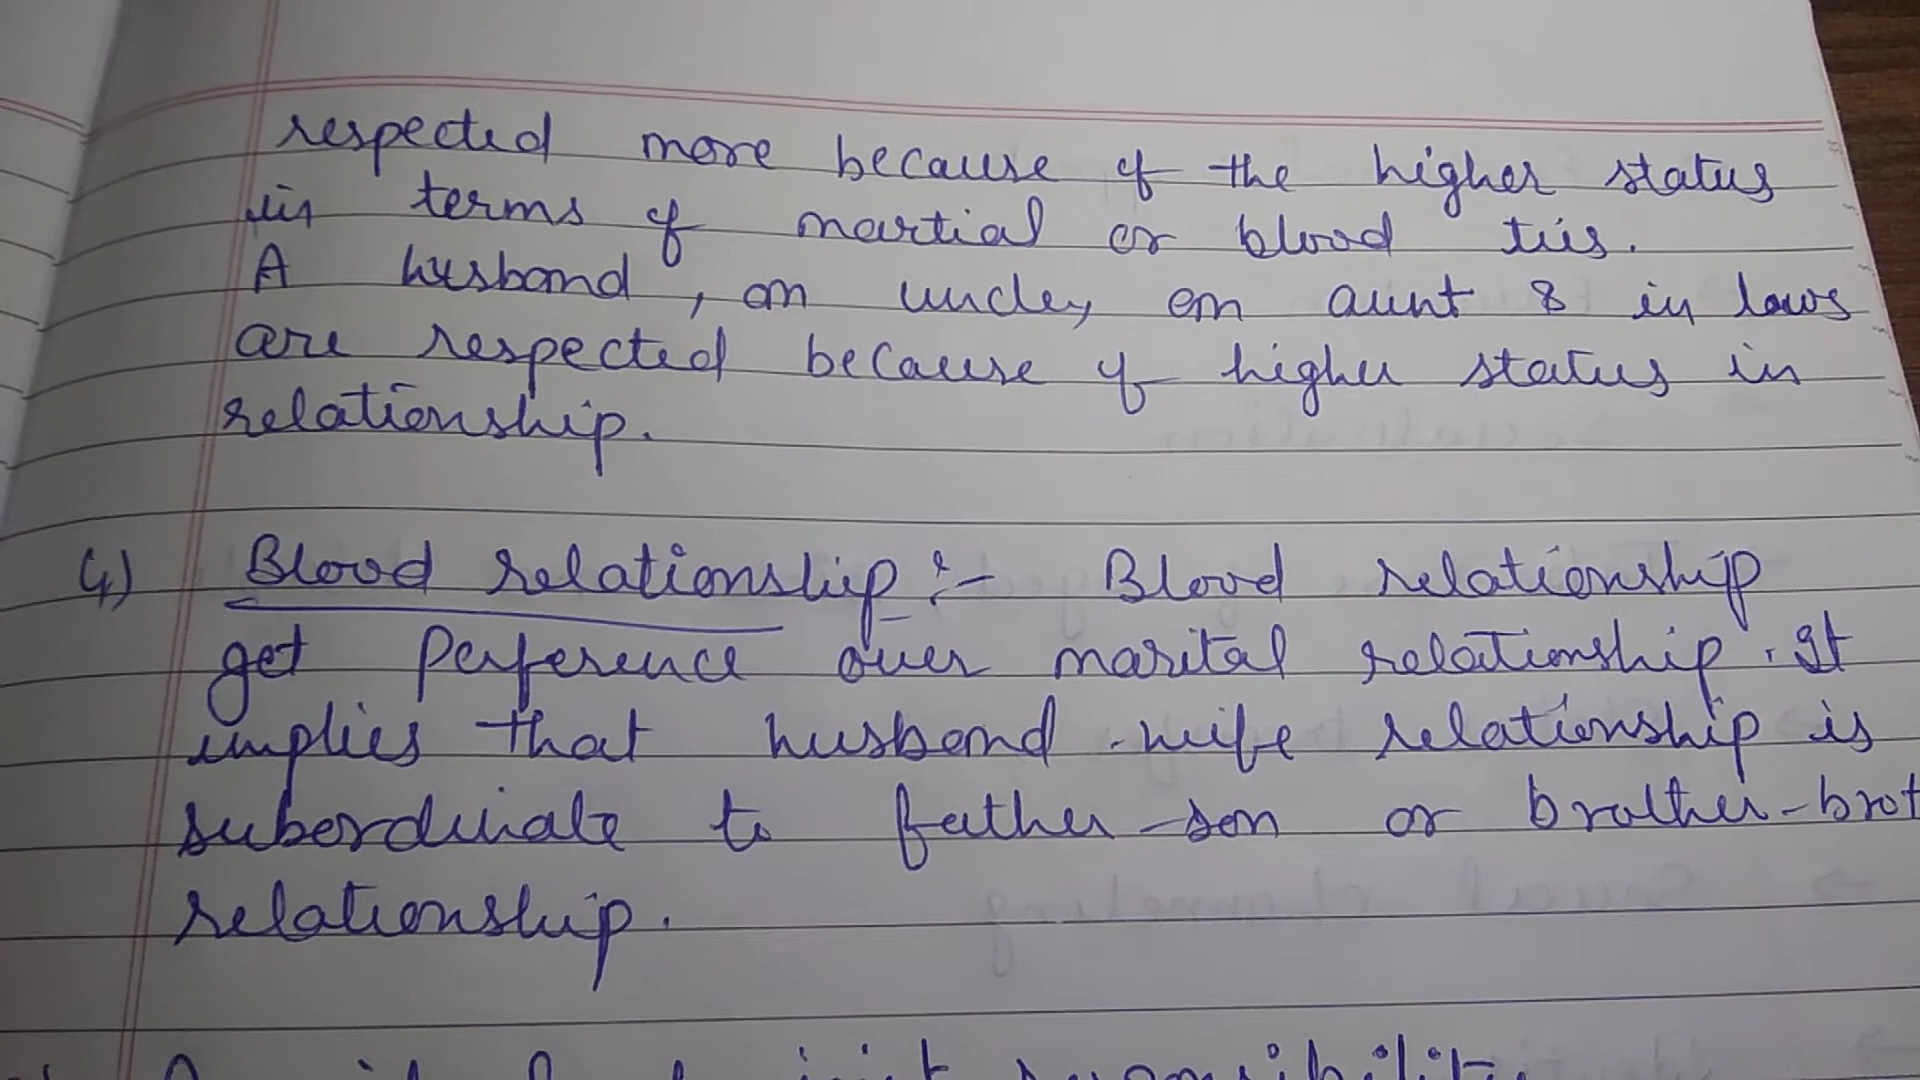 respected more because of the higher status
in terms of martial or blood ties.
A husband, an uncle, an aunt & in laws
are respected because of higher status in
relationship.
4) Blood relationship :- Blood relationship
get perference over marital relationship. It
implies that husband-wife relationship is
subordinate to father-son or brother-brot
relationship.